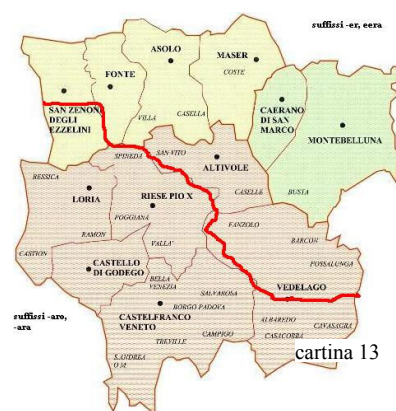 suffissi -er, eera
ASOLO
MASER
COSTE
FONTE
SAN ZENONE
DEGLI
EZZELINI
VILLA
CASELLA
CAERANO
DI SAN
MARCO
MONTEBELLUNA
SPINEDA
SAN VITO
ALTIVOLE
BESSICA
LORIA
RIESE PIO X
CASELLE
BUSTA
POGGIANA
FANZOLO
RAMON
VALLA'
BARCON
CASTION
CASTELLO
DI GODEGO
FOSSALUNGA
BELLA
VENEZIA
SALVAROSA
VEDELAGO
BORGO PADOVA
suffissi -aro,
-ara
CASTELFRANCO
VENETO
ALBAREDO
CAVASAGRA
CAMPIGO
CASACORBA
TREVILLE
S.ANDREA
O M.
cartina 13